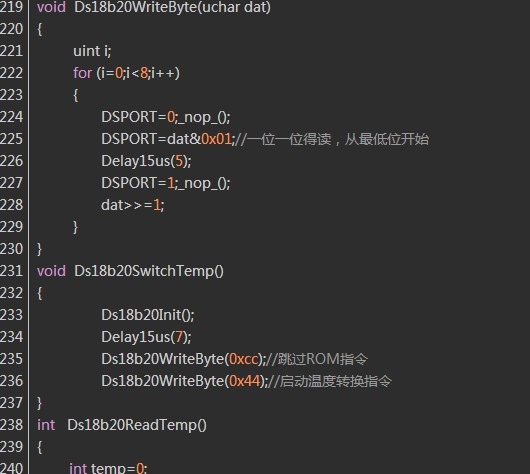 219 void Ds18b20WriteByte(uchar dat)
220 {
221 uint i;
222 for (i=0;i<8;i++)
223 {
224 DSPORT=0;_nop_();
225 DSPORT=dat&0x01;//一位一位得读，从最低位开始
226 Delay15us(5);
227 DSPORT=1;_nop_();
228 dat>>=1;
229 }
230 }
231 void Ds18b20SwitchTemp()
232 {
233 Ds18b20Init();
234 Delay15us(7);
235 Ds18b20WriteByte(0xcc);//跳过ROM指令
236 Ds18b20WriteByte(0x44);//启动温度转换指令
237 }
238 int Ds18b20ReadTemp()
239 {
240 int temp=0;